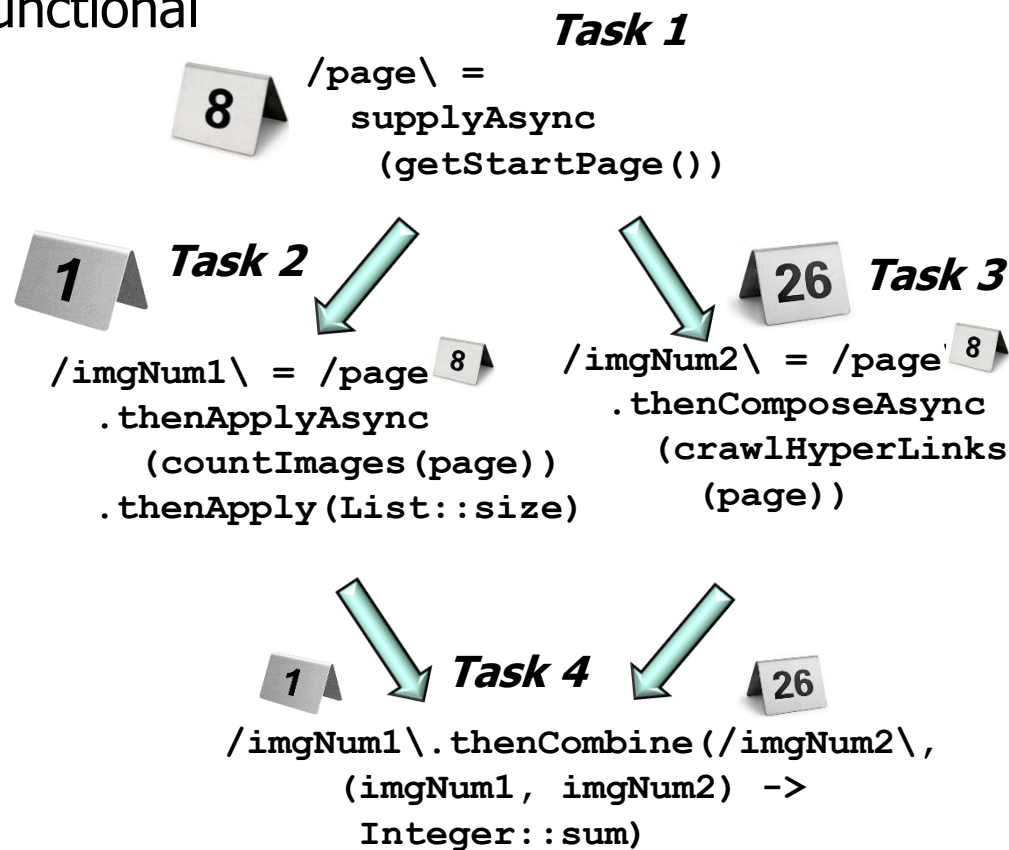 unctional
Task 1
/page\ =
8
supplyAsync
(getStartPage())
1
Task 2
26
Task 3
/imgNum1\ = /page 8
.thenApplyAsync
(countImages(page))
.thenApply(List::size)
/imgNum2\ = /page 8
.thenComposeAsync
(crawlHyperLinks
(page))
1
Task 4
26
/imgNum1\.thenCombine(/imgNum2\,
(imgNum1, imgNum2) ->
Integer::sum)